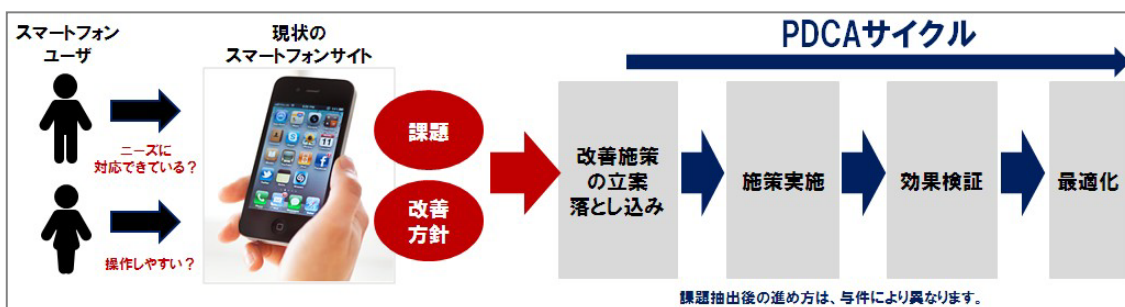 スマートフォン
ユーザ
ニーズに
対応できている?
操作しやすい?
現状の
スマートフォンサイト
課題
改善
方針
PDCAサイクル
改善施策
の立案
落とし込み
施策実施
効果検証
最適化
課題抽出後の進め方は、与件により異なります。